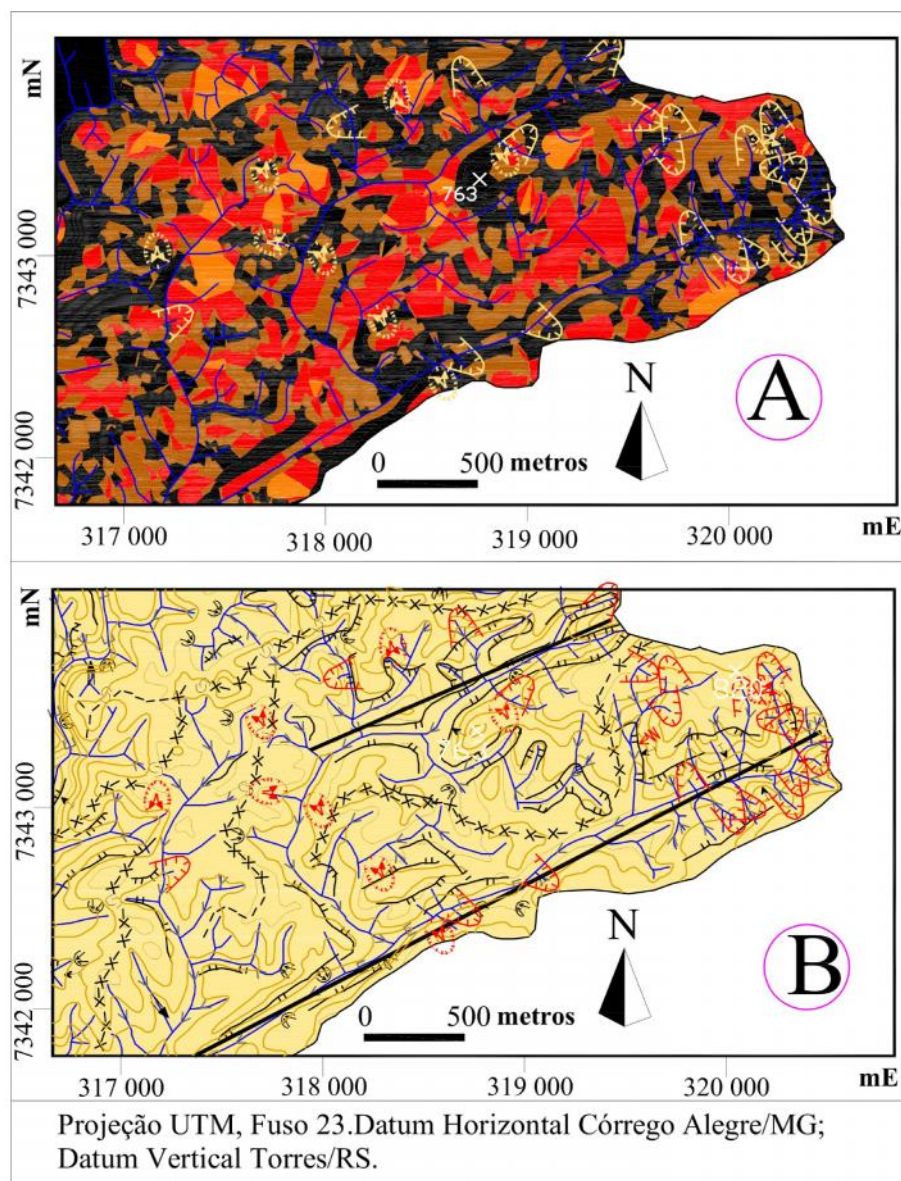 mN
7343 000
7342 000
763
N
A
0 500 metros
317 000 318 000 319 000 320 000 mE
mN
7343 000
7342 000
N
B
0 500 metros
317 000 318 000 319 000 320 000 mE
Projeção UTM, Fuso 23.Datum Horizontal Córrego Alegre/MG;
Datum Vertical Torres/RS.